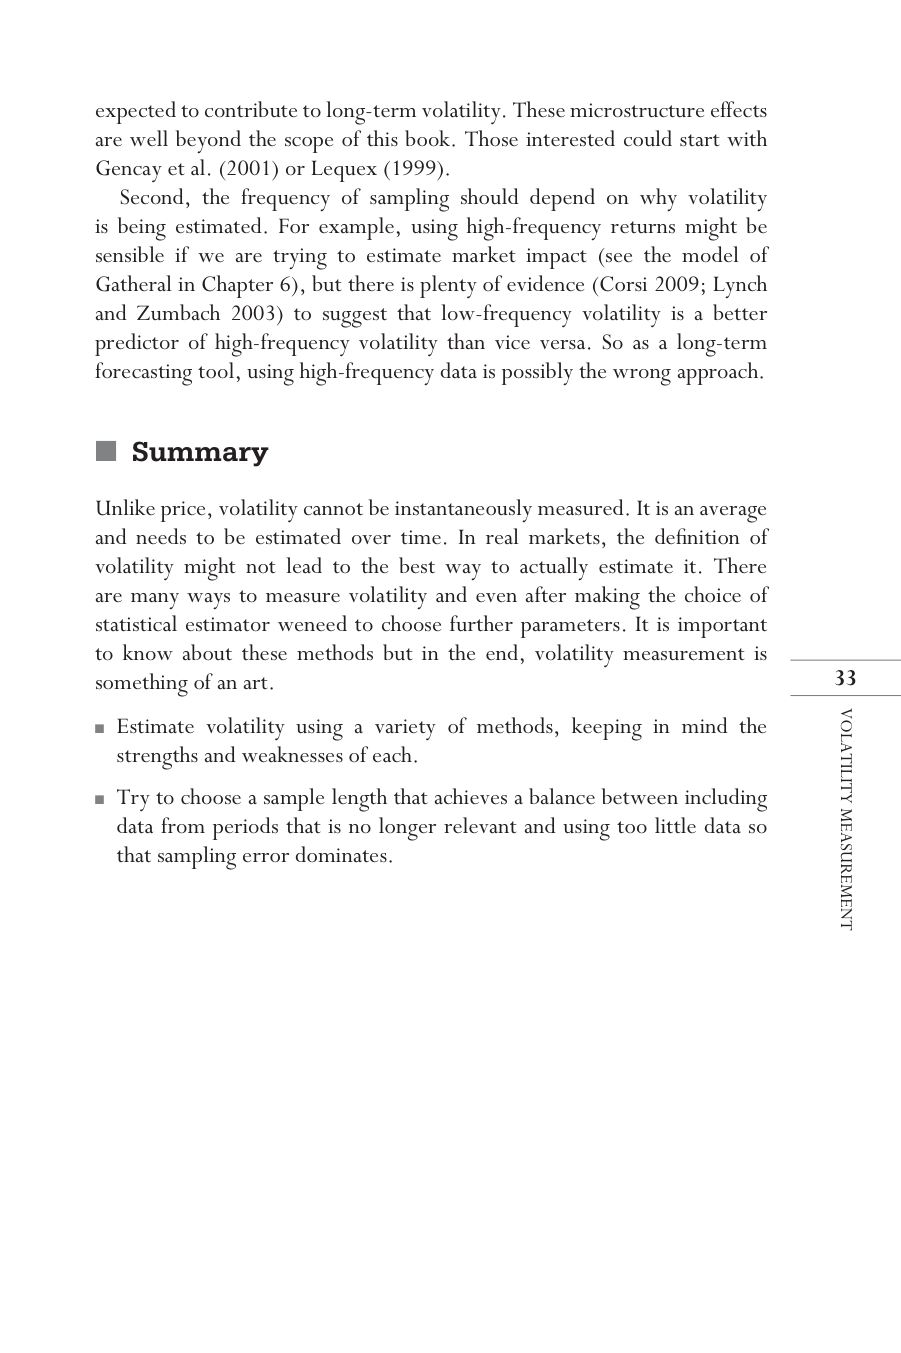 expected to contribute to long-term volatility. These microstructure effects
are well beyond the scope of this book. Those interested could start with
Gencay et al. (2001) or Lequex (1999).
Second, the frequency of sampling should depend on why volatility
is being estimated. For example, using high-frequency returns might be
sensible if we are trying to estimate market impact (see the model of
Gatheral in Chapter 6), but there is plenty of evidence (Corsi 2009; Lynch
and Zumbach 2003) to suggest that low-frequency volatility is a better
predictor of high-frequency volatility than vice versa. So as a long-term
forecasting tool, using high-frequency data is possibly the wrong approach.
Summary
Unlike price, volatility cannot be instantaneously measured. It is an average
and needs to be estimated over time. In real markets, the definition of
volatility might not lead to the best way to actually estimate it. There
are many ways to measure volatility and even after making the choice of
statistical estimator weneed to choose further parameters. It is important
to know about these methods but in the end, volatility measurement is
something of an art.
■ Estimate volatility using a variety of methods, keeping in mind the
strengths and weaknesses of each.
■ Try to choose a sample length that achieves a balance between including
data from periods that is no longer relevant and using too little data so
that sampling error dominates.
33
VOLATILITY MEASUREMENT